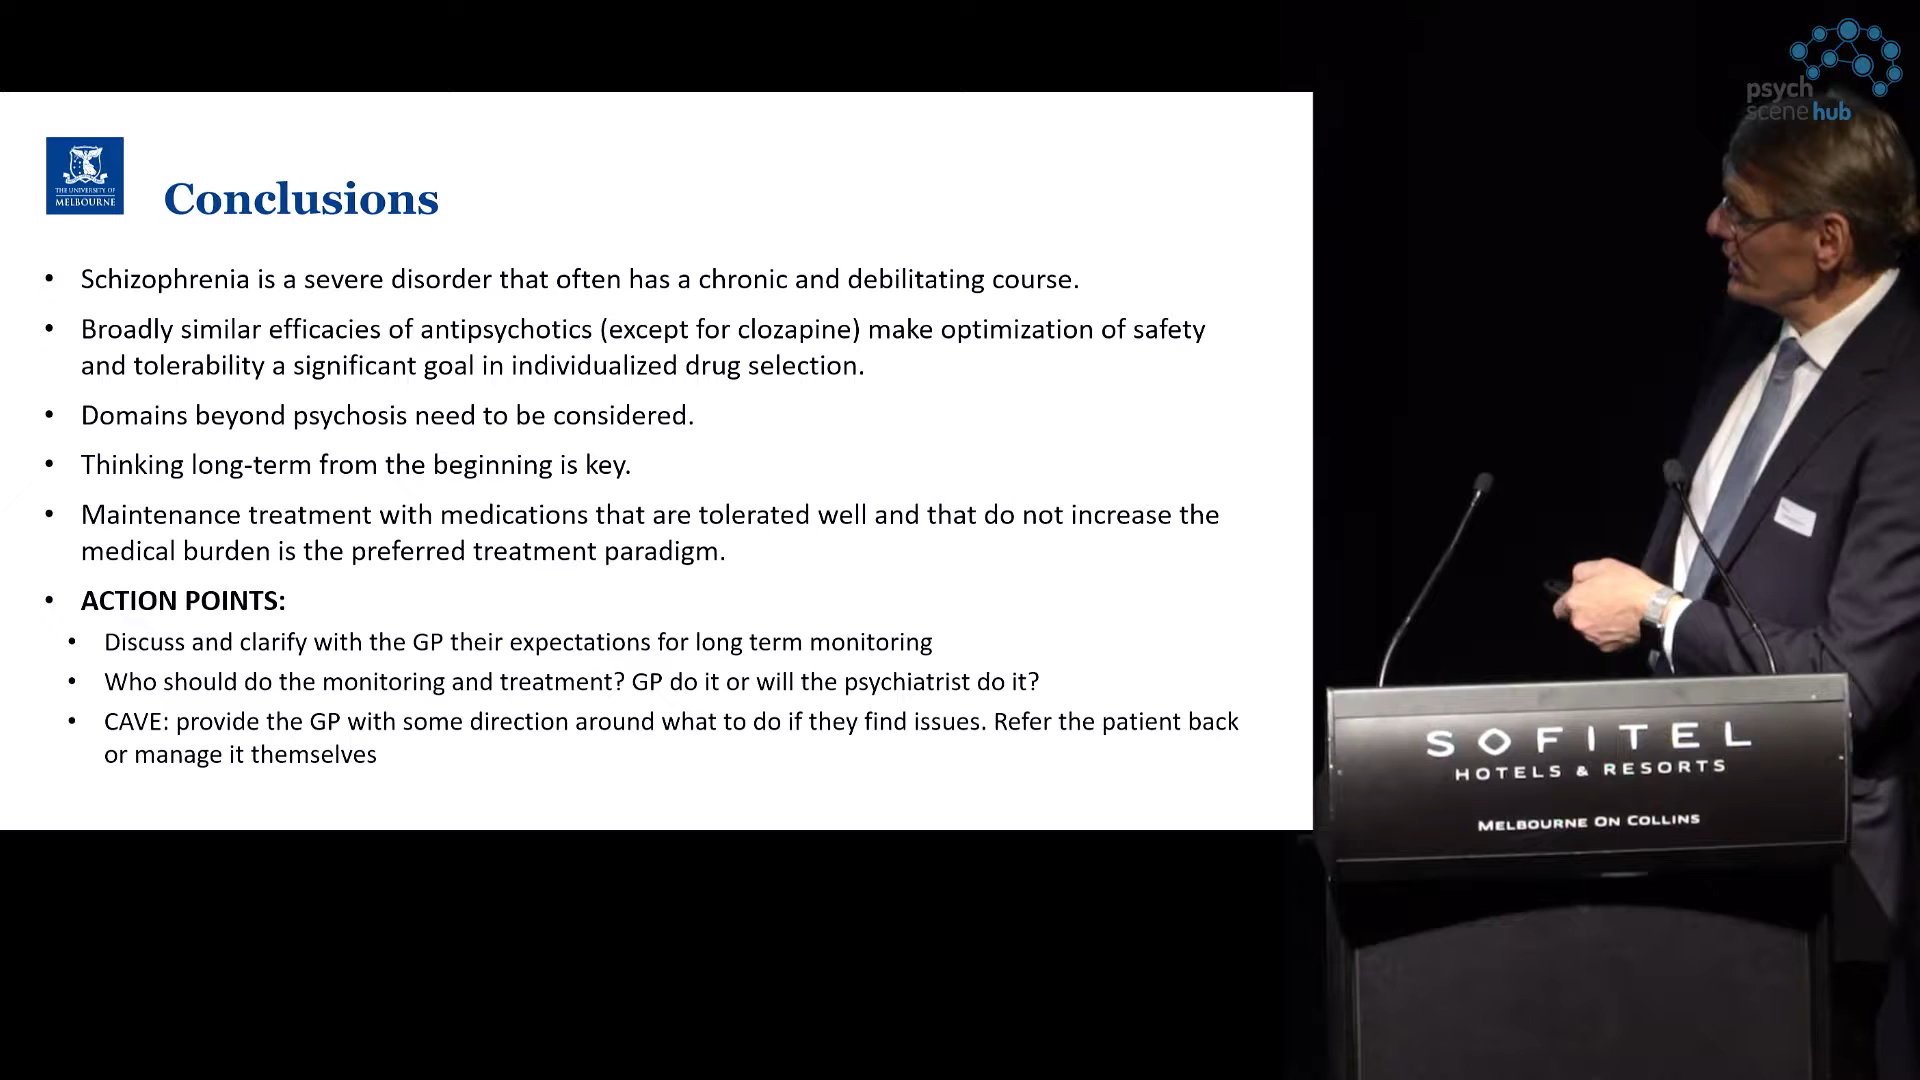 psych
scene hub
THE UNIVERSITY OF
MELBOURNE
Conclusions
• Schizophrenia is a severe disorder that often has a chronic and debilitating course.
• Broadly similar efficacies of antipsychotics (except for clozapine) make optimization of safety
and tolerability a significant goal in individualized drug selection.
• Domains beyond psychosis need to be considered.
• Thinking long-term from the beginning is key.
• Maintenance treatment with medications that are tolerated well and that do not increase the
medical burden is the preferred treatment paradigm.
• ACTION POINTS:
• Discuss and clarify with the GP their expectations for long term monitoring
• Who should do the monitoring and treatment? GP do it or will the psychiatrist do it?
• CAVE: provide the GP with some direction around what to do if they find issues. Refer the patient back
or manage it themselves
SOFITEL
HOTELS & RESORTS
MELBOURNE ON COLLINS